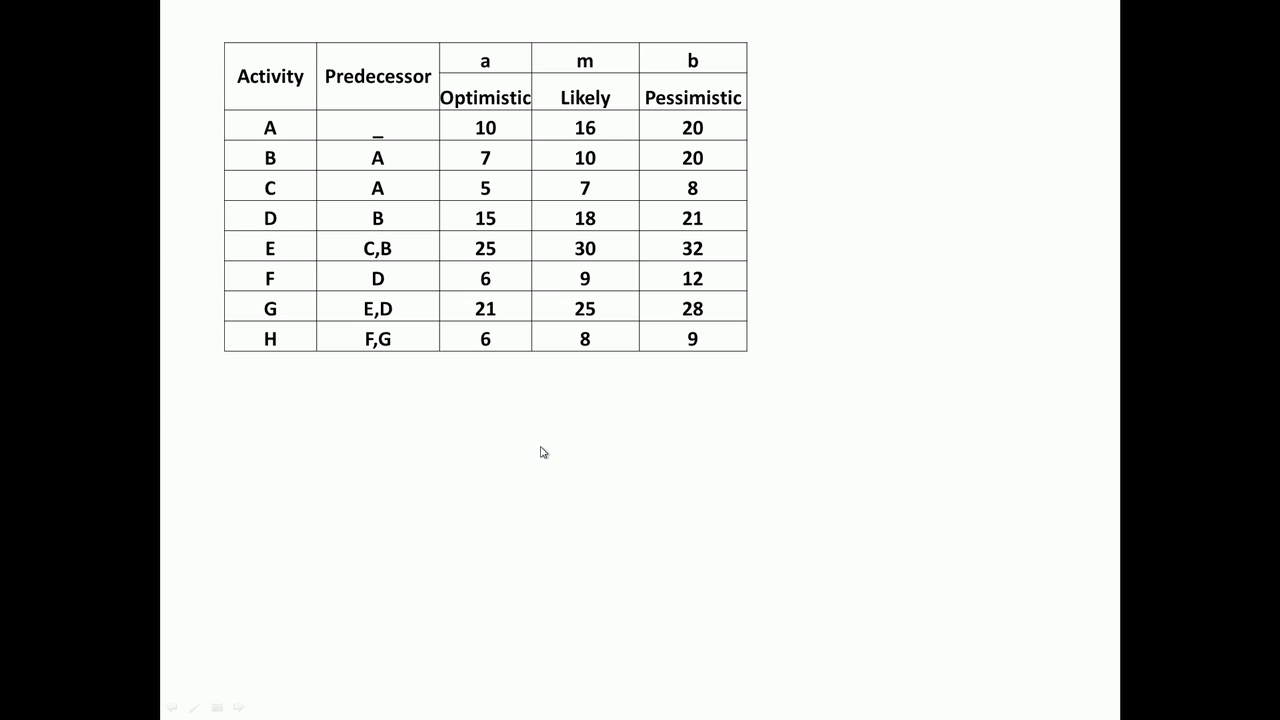 Activity Predecessor a m b
Optimistic Likely Pessimistic
A _ 10 16 20
B A 7 10 20
C A 5 7 8
D B 15 18 21
E C,B 25 30 32
F D 6 9 12
G E,D 21 25 28
H F,G 6 8 9